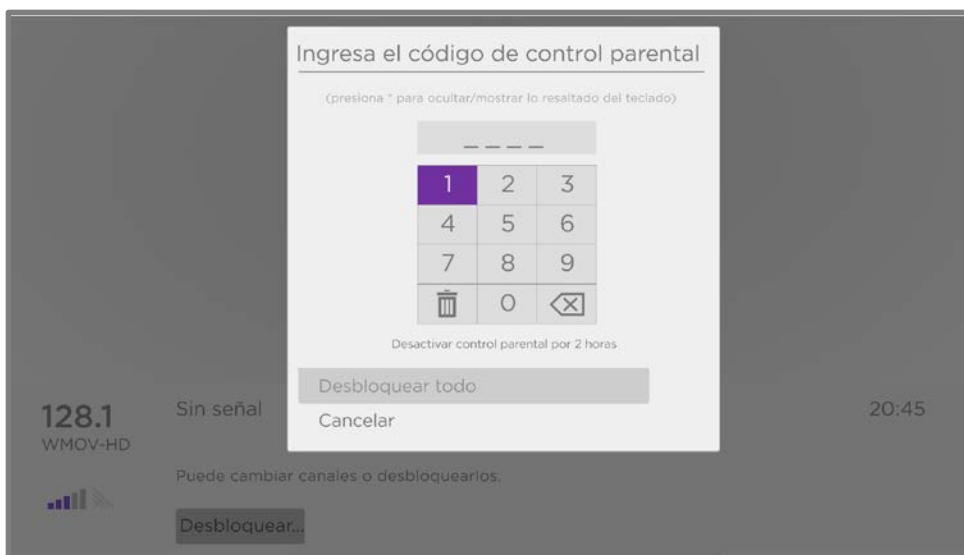 Ingresa el código de control parental
(presiona * para ocultar/mostrar lo resaltado del teclado)
_ _ _ _
1 2 3
4 5 6
7 8 9
0
Desactivar control parental por 2 horas
Desbloquear todo
Cancelar
128.1 Sin señal 20:45
WMOV-HD
Puede cambiar canales o desbloquearlos.
Desbloquear...